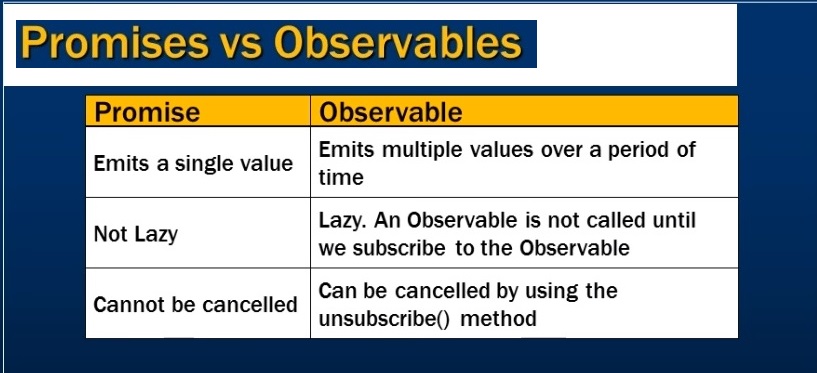 Promises vs Observables
Promise
Observable
Emits a single value
Emits multiple values over a period of
time
Not Lazy
Lazy. An Observable is not called until
we subscribe to the Observable
Cannot be cancelled
Can be cancelled by using the
unsubscribe() method